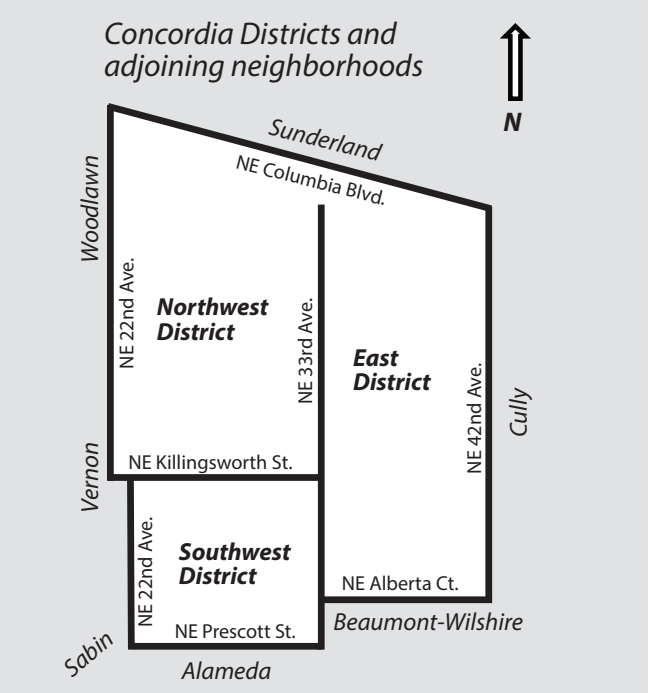 Concordia Districts and
adjoining neighborhoods
N
Sunderland
NE Columbia Blvd.
Woodlawn
NE 22nd Ave.
Northwest
District
NE 33rd Ave.
East
District
NE 42nd Ave.
Cully
Vernon
NE Killingsworth St.
NE 22nd Ave.
Southwest
District
NE Alberta Ct.
NE Prescott St.
Beaumont-Wilshire
Sabin
Alameda